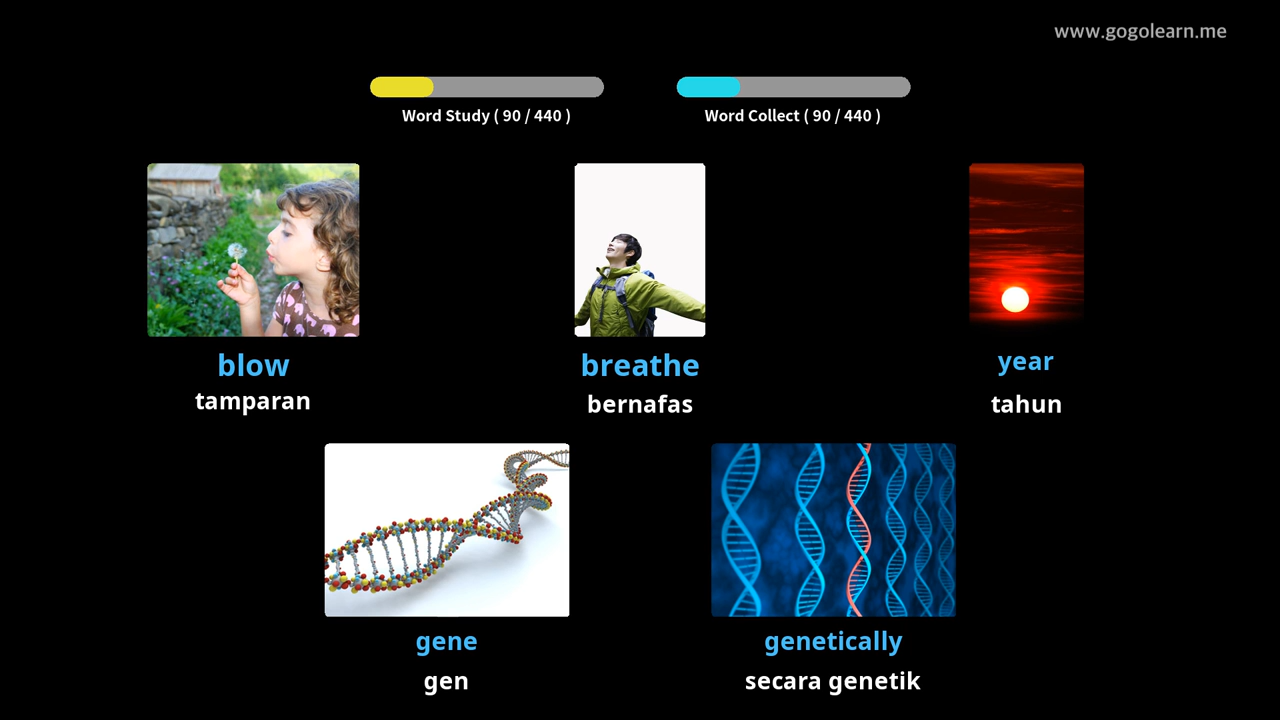 www.gogolearn.me
Word Study ( 90 / 440 )
Word Collect ( 90 / 440 )
blow
tamparan
breathe
bernafas
year
tahun
gene
gen
genetically
secara genetik